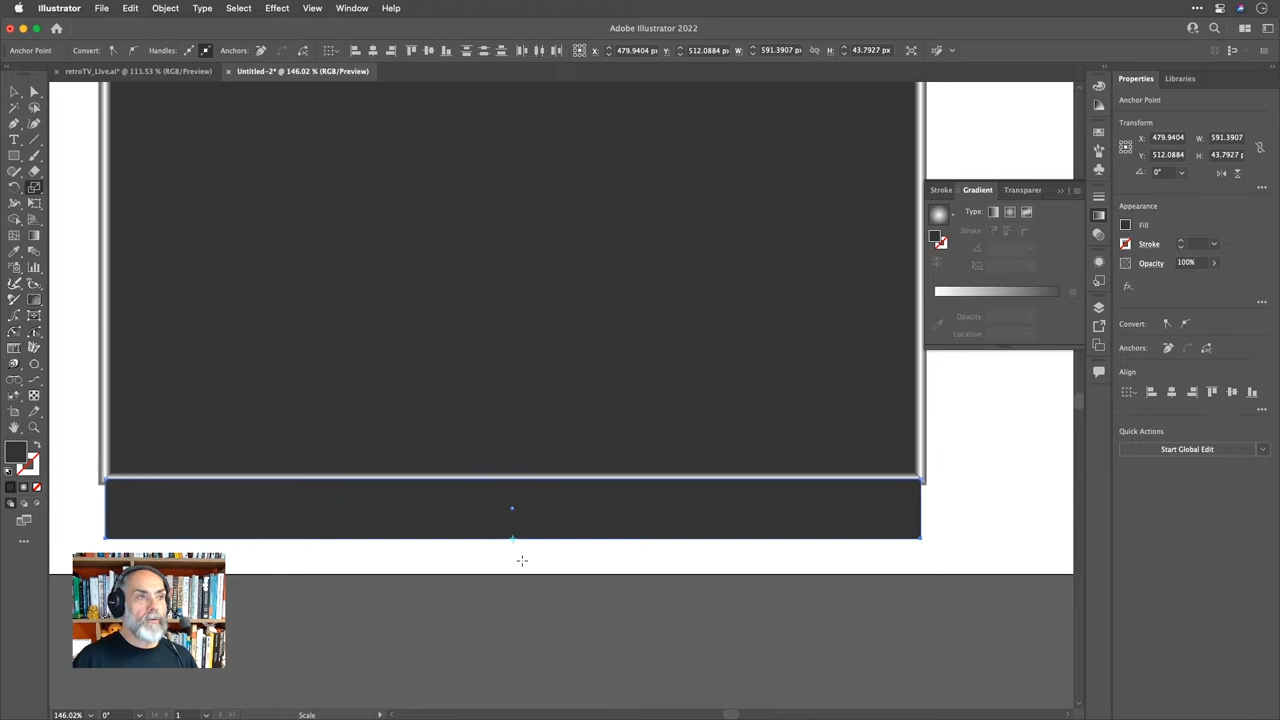 Illustrator File Edit Object Type Select Effect View Window Help
Adobe Illustrator 2022
Anchor Point Convert: Handles: Anchors: X: 479.9404 px Y: 512.0884 px W: 591.3907 px H: 43.7927 px
× retroTV_Live.ai* @ 111.53 % (RGB/Preview) × Untitled-2* @ 146.02 % (RGB/Preview)
Properties Libraries
Anchor Point
Transform
X: 479.9404 W: 591.3907
Y: 512.0884 H: 43.7927 p
0°
Appearance
Fill
Stroke
Opacity 100%
fx.
Convert:
Anchors:
Align
Quick Actions
Start Global Edit
Stroke Gradient Transparer
Type:
Stroke:
Opacity:
Location:
146.02% 0° 1 Scale